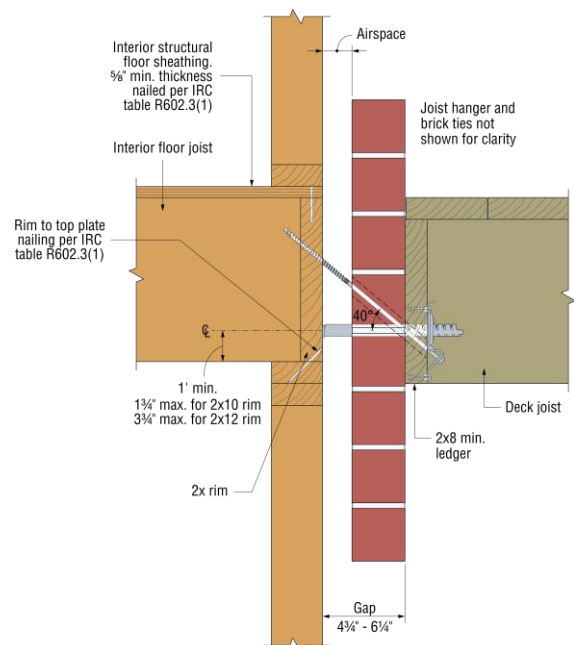 Airspace
Interior structural
floor sheathing.
⅝" min. thickness
nailed per IRC
table R602.3(1)
Joist hanger and
brick ties not
shown for clarity
Interior floor joist
Rim to top plate
nailing per IRC
table R602.3(1)
40°
℄
1' min.
1¾" max. for 2x10 rim
3¾" max. for 2x12 rim
Deck joist
2x8 min.
ledger
2x rim
Gap
4¾" - 6¼"